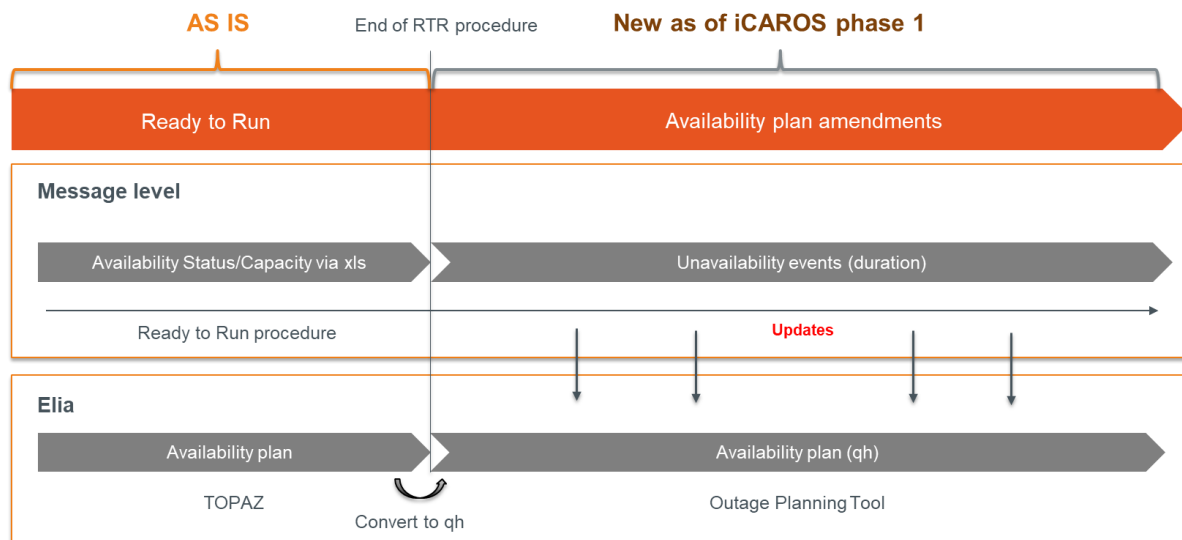 AS IS
End of RTR procedure
New as of iCAROS phase 1
Ready to Run
Availability plan amendments
Message level
Availability Status/Capacity via xls
Unavailability events (duration)
Ready to Run procedure
Updates
Elia
Availability plan
Availability plan (qh)
TOPAZ
Convert to qh
Outage Planning Tool